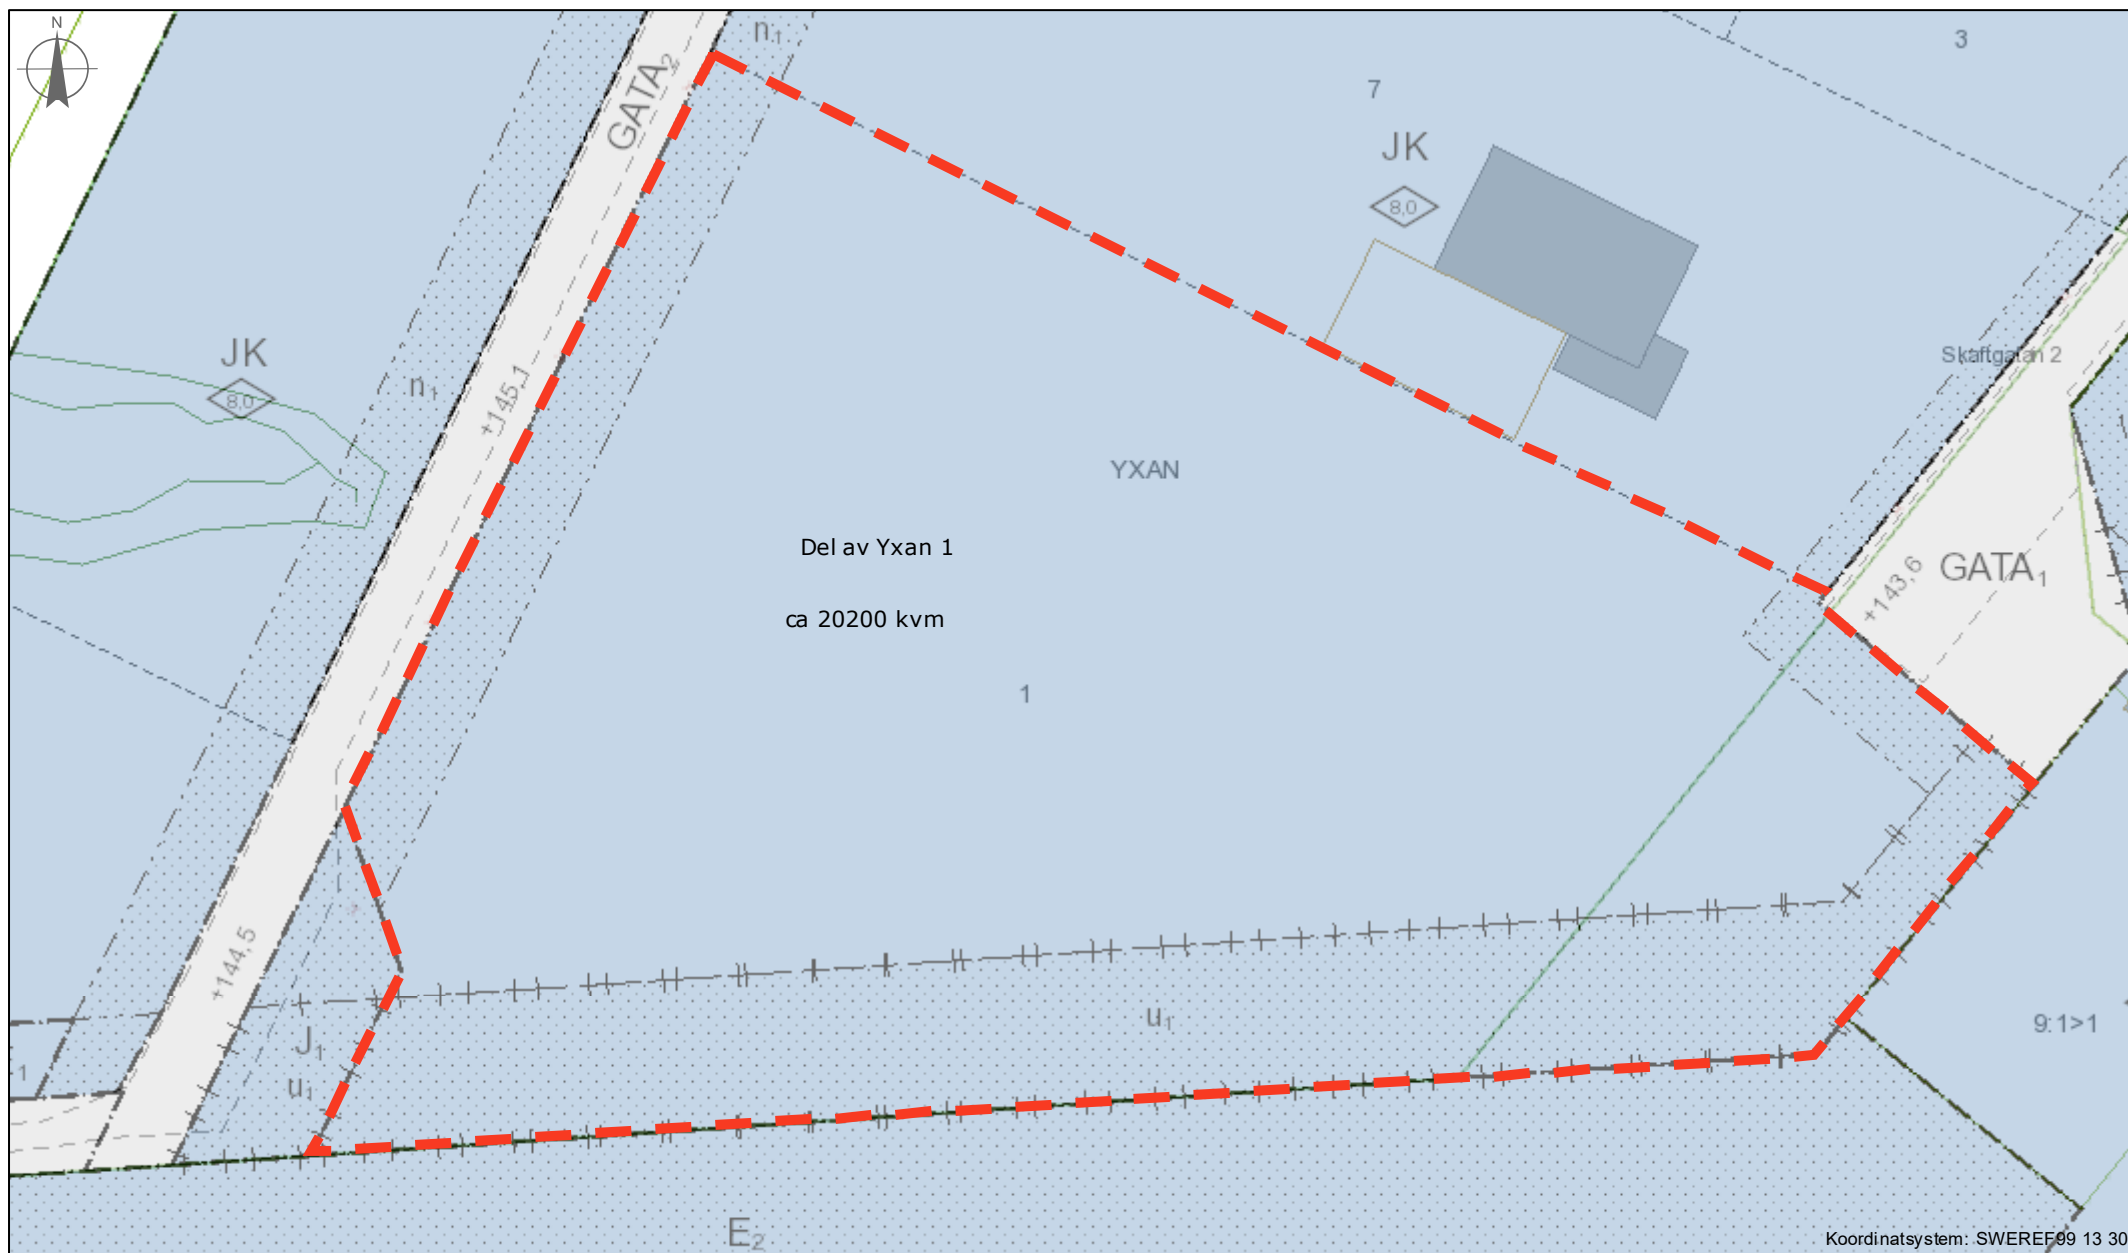 N
n₁
3
7
GATA₂
JK
8,0
Skaftgatan 2
JK
8,0
n₁
+145,1
YXAN
Del av Yxan 1
GATA₁
+143,6
ca 20200 kvm
1
+144,5
u₁
9:1>1
J₁
1
u₁
E₂
Koordinatsystem: SWEREF99 13 30